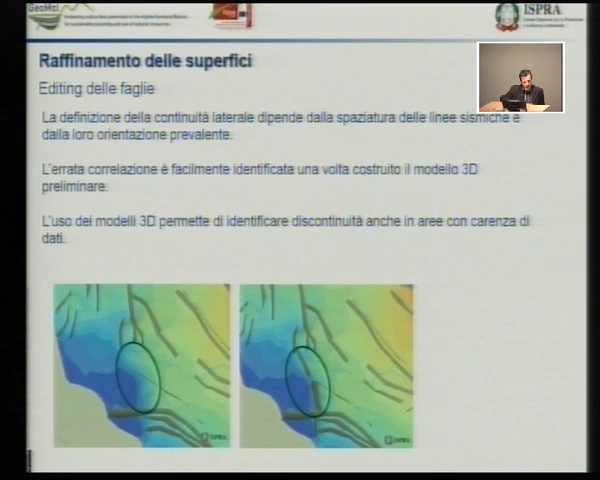 GeoMol
ISPRA
Raffinamento delle superfici
Editing delle faglie
La definizione della continuità laterale dipende dalla spaziatura delle linee sismiche e
dalla loro orientazione prevalente.
L'errata correlazione è facilmente identificata una volta costruito il modello 3D
preliminare.
L'uso dei modelli 3D permette di identificare discontinuità anche in aree con carenza di
dati.
ISPRA
ISPRA